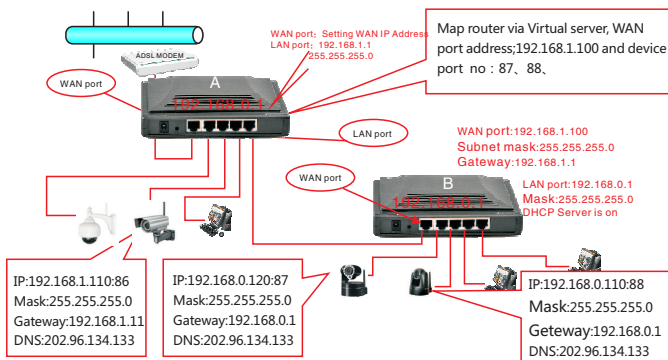 ADSL MODEM
WAN port: Setting WAN IP Address
LAN port: 192.168.1.1
255.255.255.0
Map router via Virtual server, WAN
port address;192.168.1.100 and device
port no : 87、88、
A
192.168.0.1
WAN port
LAN port
WAN port:192.168.1.100
Subnet mask:255.255.255.0
Gateway:192.168.1.1
WAN port
B
192.168.0.1
LAN port:192.168.0.1
Mask:255.255.255.0
DHCP Server is on
IP:192.168.1.110:86
Mask:255.255.255.0
Gateway:192.168.1.11
DNS:202.96.134.133
IP:192.168.0.120:87
Mask:255.255.255.0
Gateway:192.168.0.1
DNS:202.96.134.133
IP:192.168.0.110:88
Mask:255.255.255.0
Geteway:192.168.0.1
DNS:202.96.134.133